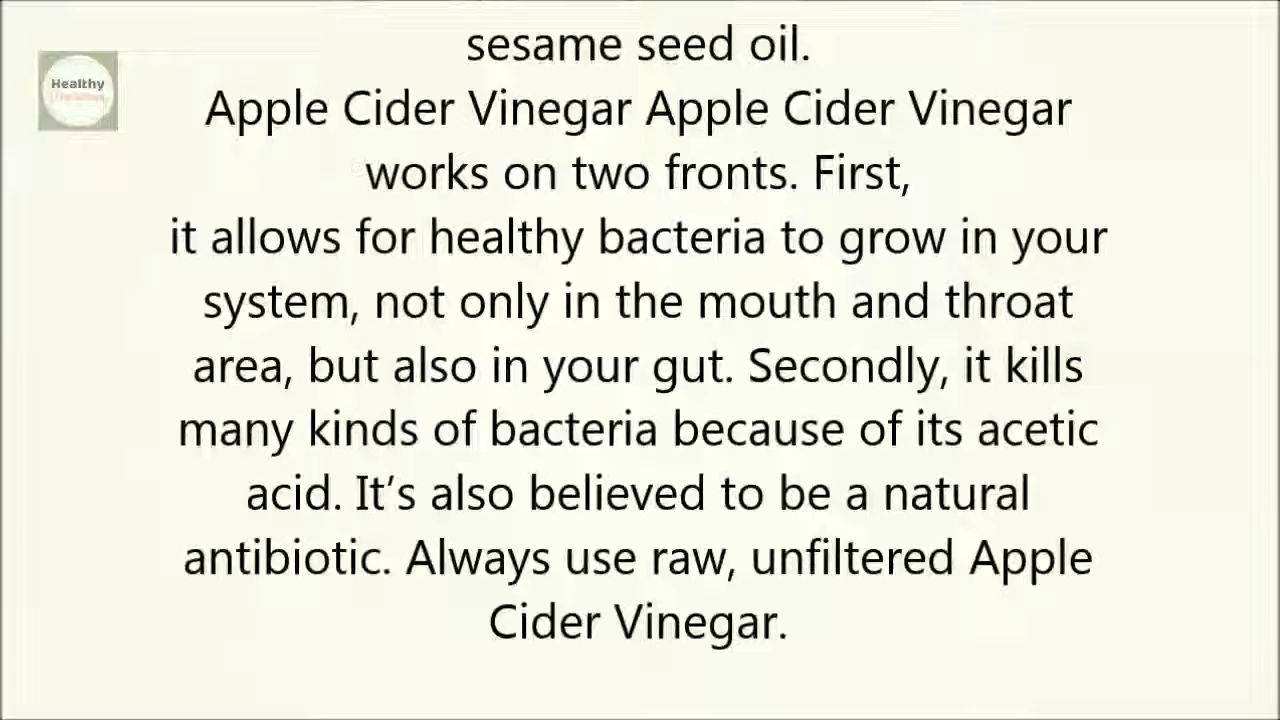 sesame seed oil.
Healthy
Apple Cider Vinegar Apple Cider Vinegar
works on two fronts. First,
it allows for healthy bacteria to grow in your
system, not only in the mouth and throat
area, but also in your gut. Secondly, it kills
many kinds of bacteria because of its acetic
acid. It’s also believed to be a natural
antibiotic. Always use raw, unfiltered Apple
Cider Vinegar.